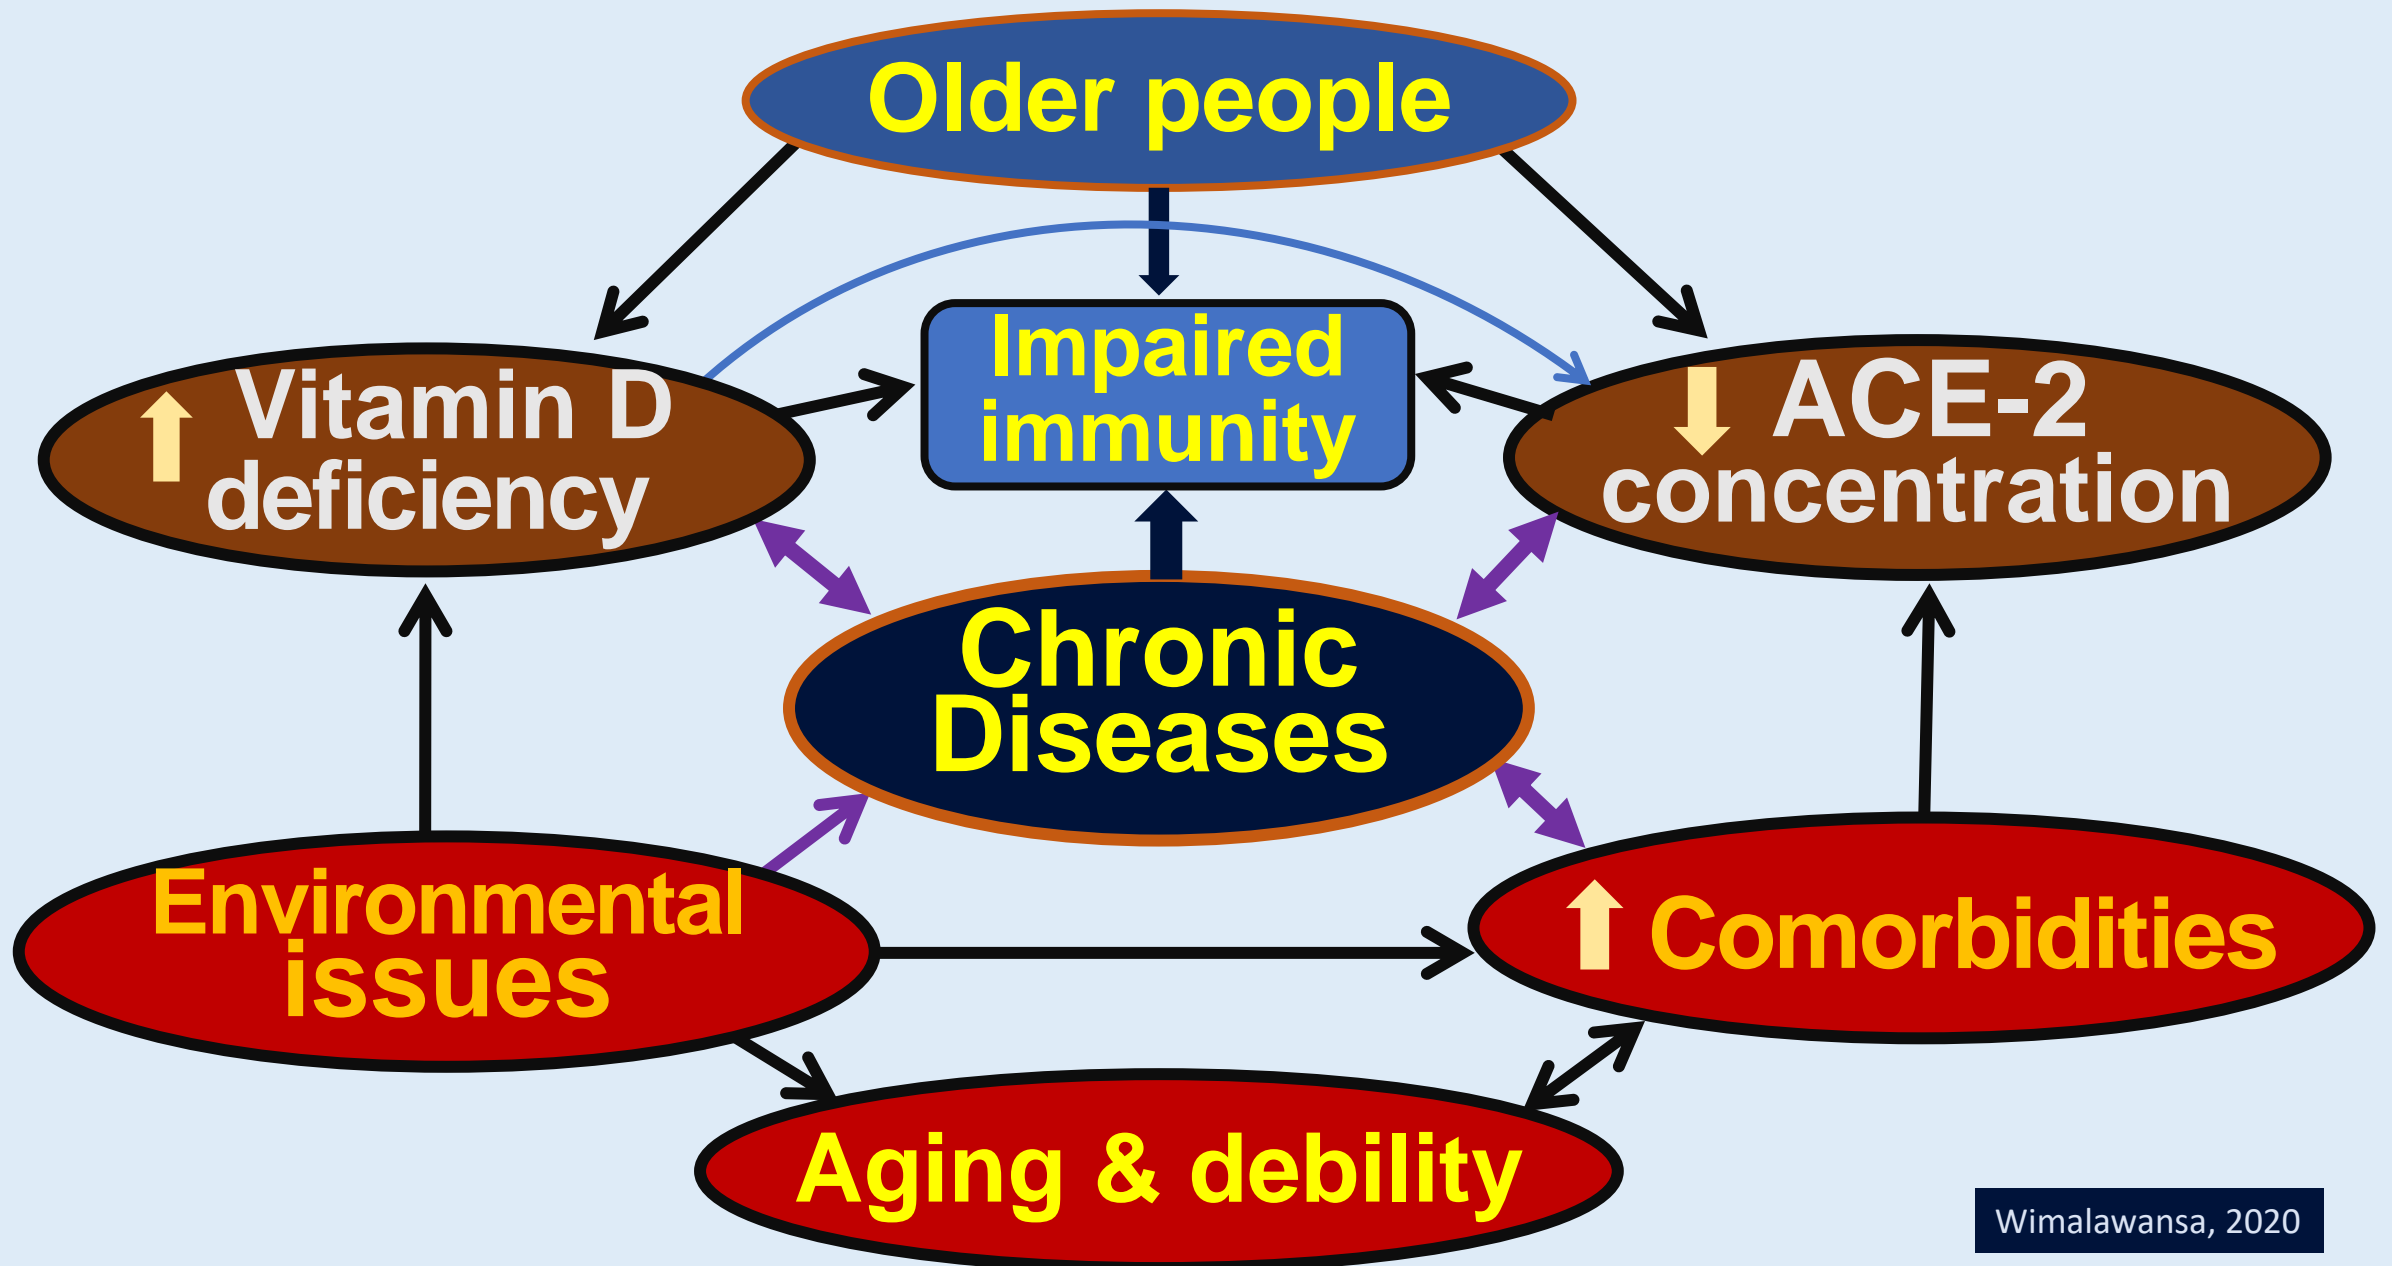 Older people
Impaired
immunity
Vitamin D
deficiency
ACE-2
concentration
Chronic
Diseases
Environmental
issues
Comorbidities
Aging & debility
Wimalawansa, 2020